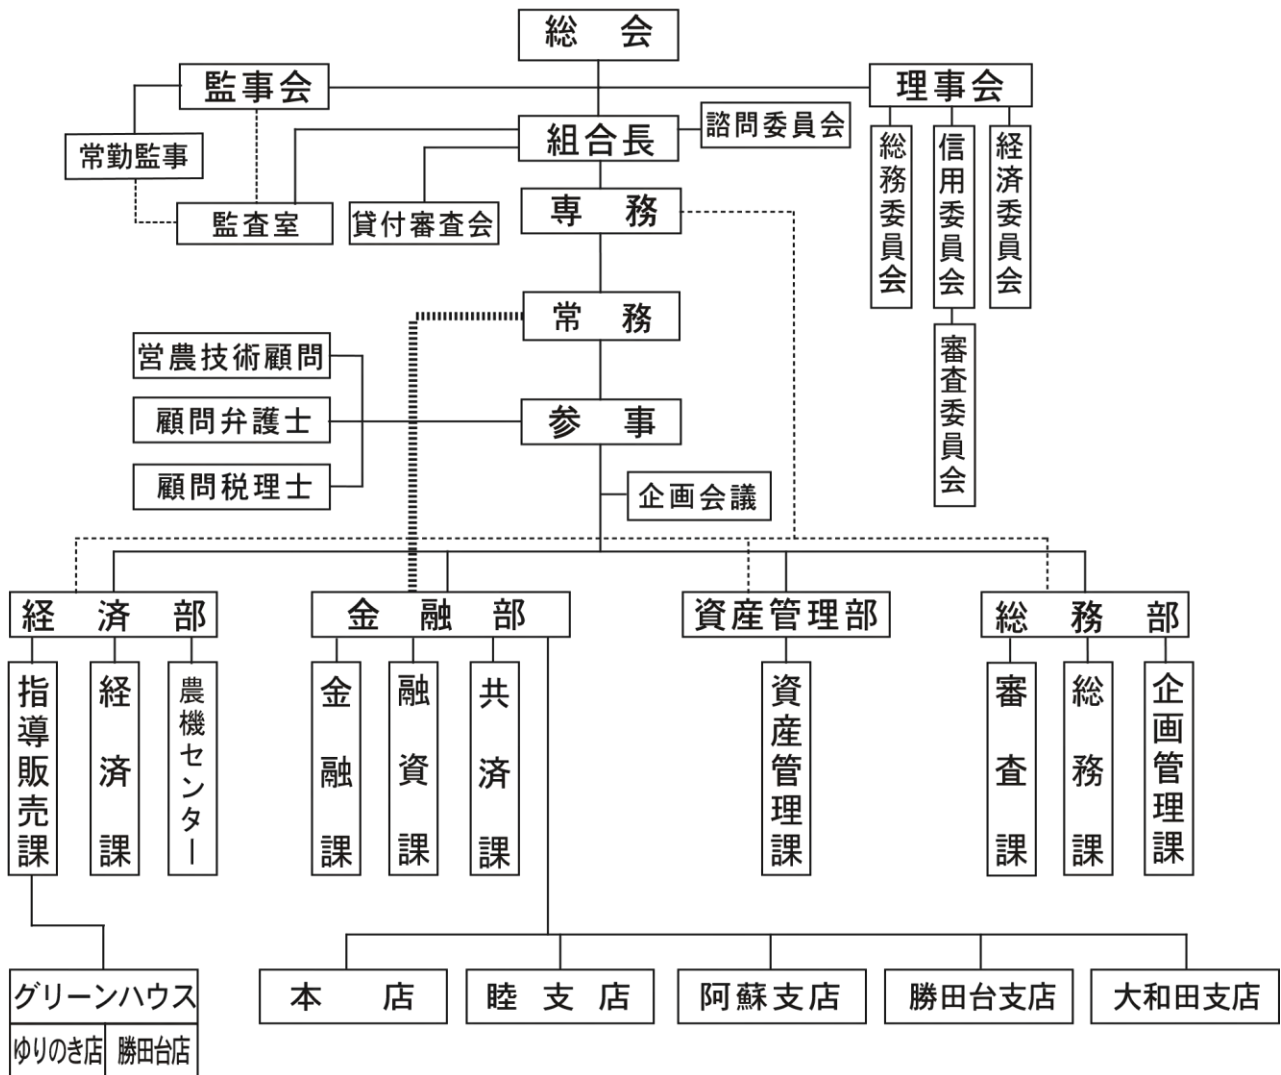 総会
監事会
理事会
組合長
諮問委員会
常勤監事
総務委員会
信用委員会
経済委員会
監査室
貸付審査会
専務
常務
審査委員会
営農技術顧問
顧問弁護士
参事
顧問税理士
企画会議
経済部
金融部
資産管理部
総務部
指導販売課
経済課
農機センター
金融課
融資課
共済課
資産管理課
審査課
総務課
企画管理課
グリーンハウス
ゆりのき店
勝田台店
本店
睦支店
阿蘇支店
勝田台支店
大和田支店